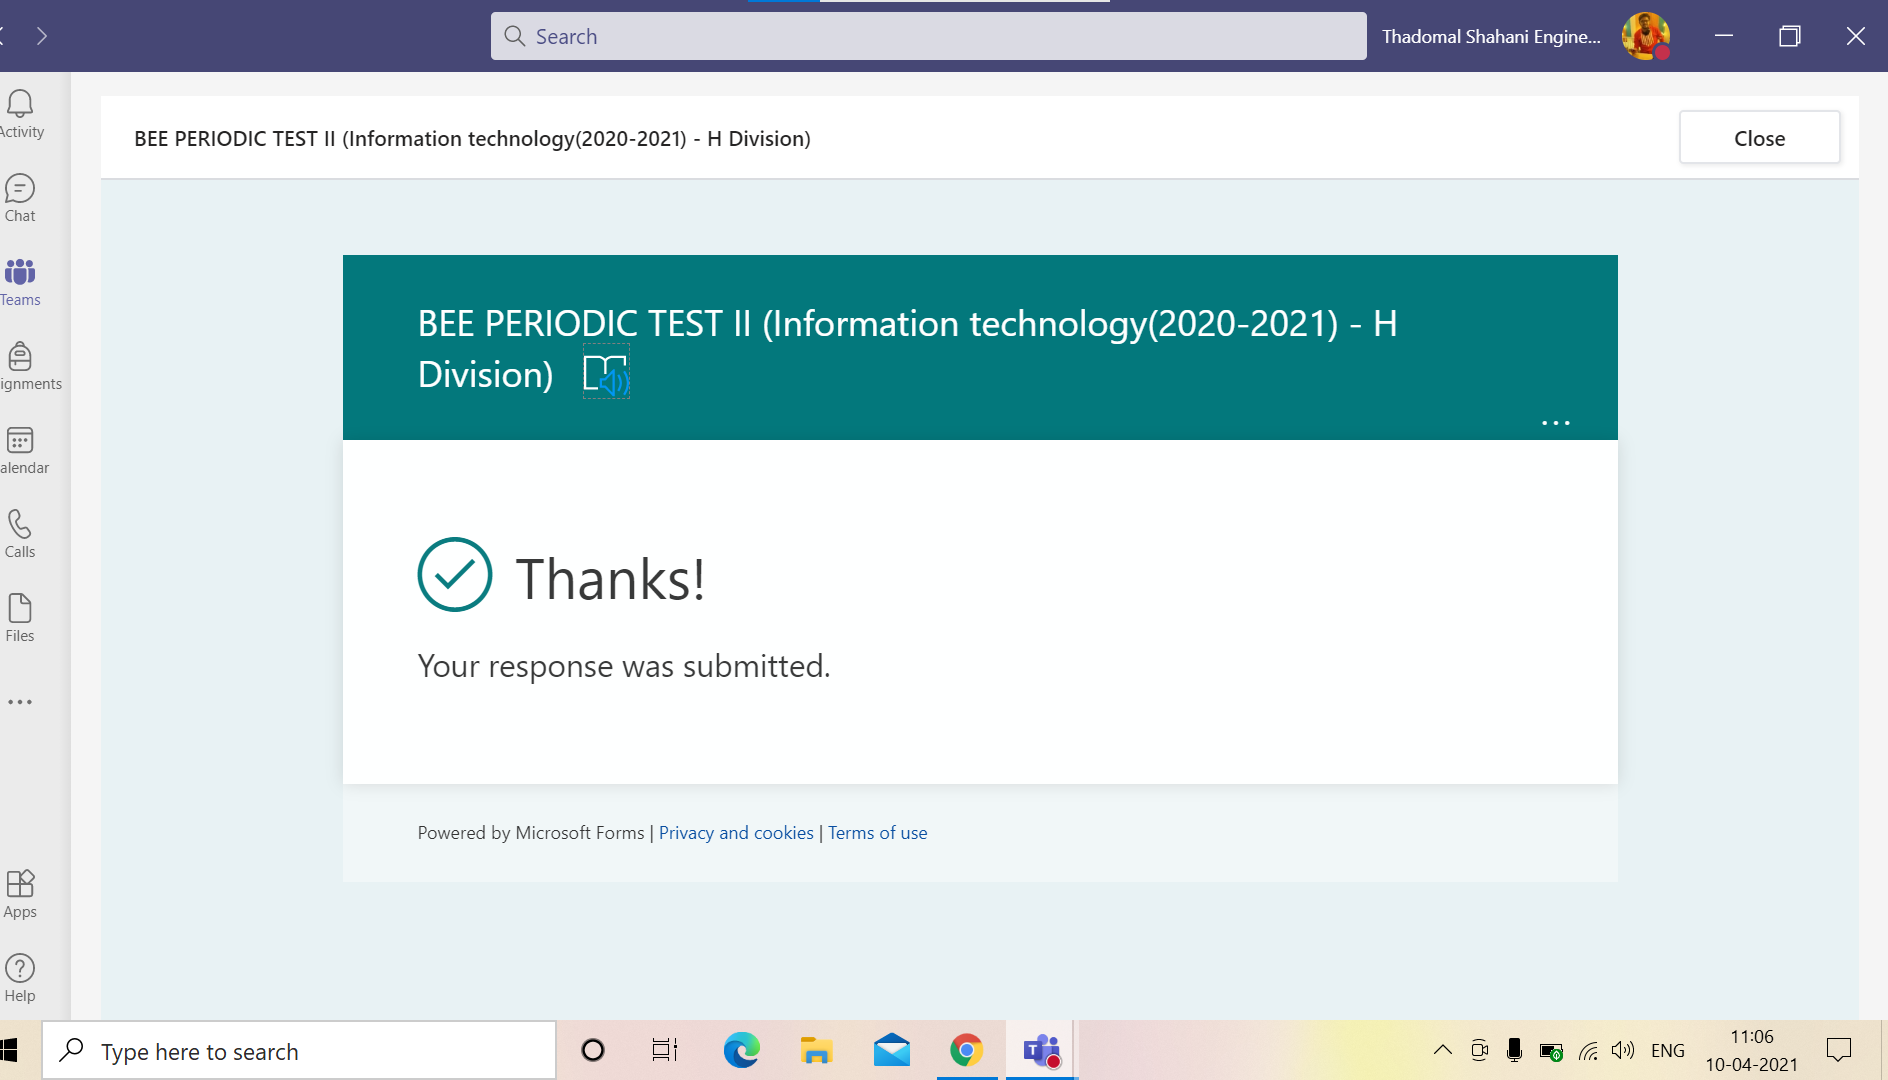 Search
Thadomal Shahani Engine...
Activity
Chat
Teams
ignments
alendar
Calls
Files
Apps
Help
BEE PERIODIC TEST II (Information technology(2020-2021) - H Division)
Close
BEE PERIODIC TEST II (Information technology(2020-2021) - H
Division)
Thanks!
Your response was submitted.
Powered by Microsoft Forms | Privacy and cookies | Terms of use
Type here to search
ENG
11:06
10-04-2021